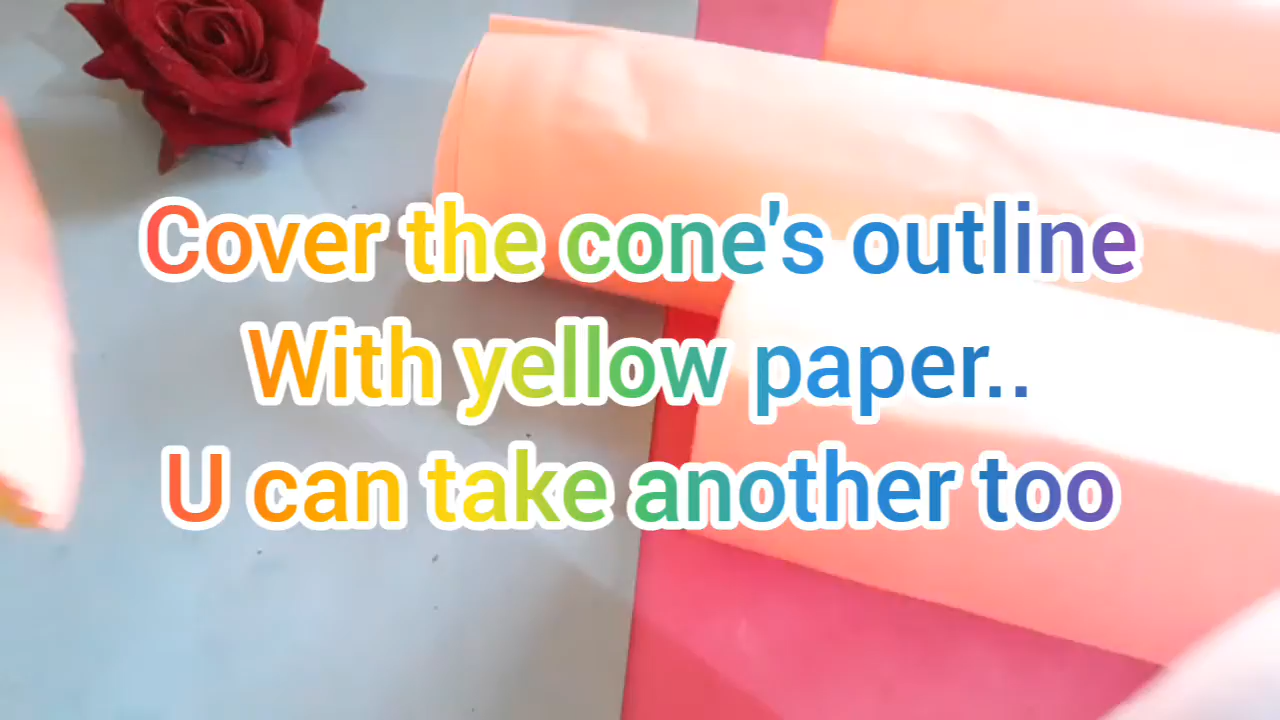 Cover the cone's outline
With yellow paper..
U can take another too